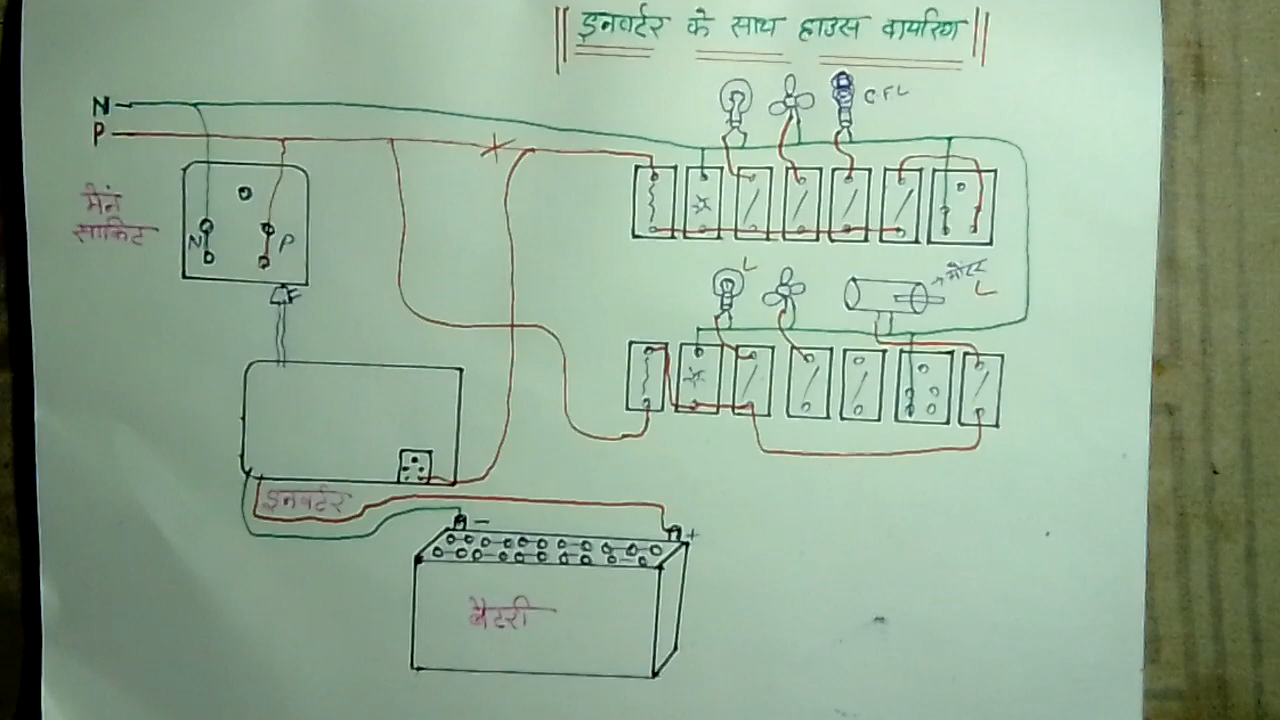 इनवर्टर के साथ हाउस वायरिंग
N
P
CFL
मेन
साकिट
N P
L
मोटर
L
इनवर्टर
- +
बैटरी